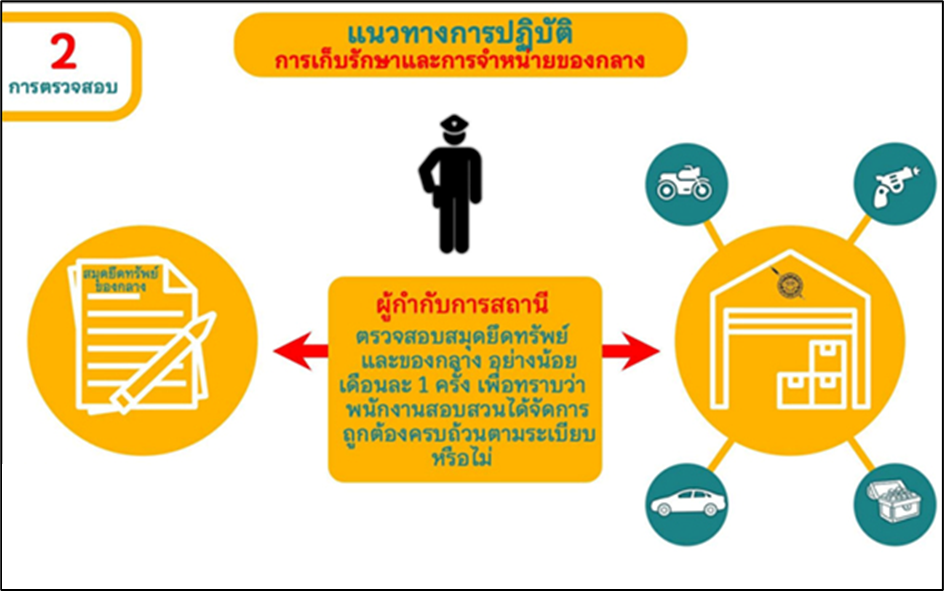 2
การตรวจสอบ
แนวทางการปฏิบัติ
การเก็บรักษาและการจำหน่ายของกลาง
สมุดยึดทรัพย์
ของกลาง
ผู้กำกับการสถานี
ตรวจสอบสมุดยึดทรัพย์
และของกลาง อย่างน้อย
เดือนละ 1 ครั้ง เพื่อทราบว่า
พนักงานสอบสวนได้จัดการ
ถูกต้องครบถ้วนตามระเบียบ
หรือไม่